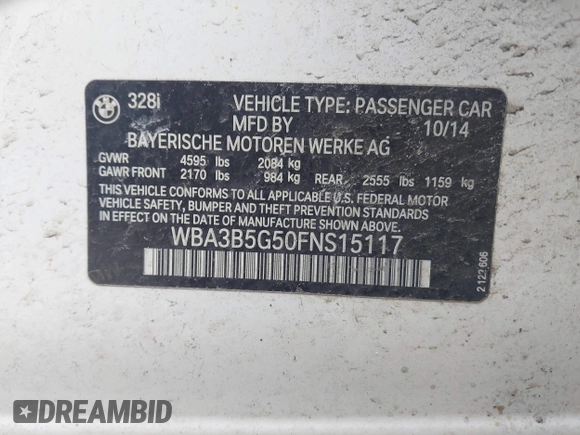 BMW
328i VEHICLE TYPE: PASSENGER CAR
MFD BY 10/14
BAYERISCHE MOTOREN WERKE AG
GVWR 4595 lbs 2084 kg
GAWR FRONT 2170 lbs 984 kg REAR 2555 lbs 1159 kg
THIS VEHICLE CONFORMS TO ALL APPLICABLE U.S. FEDERAL MOTOR
VEHICLE SAFETY, BUMPER, AND THEFT PREVENTION STANDARDS
IN EFFECT ON THE DATE OF MANUFACTURE SHOWN ABOVE.
WBA3B5G50FNS15117
2 122 606
DREAMBID